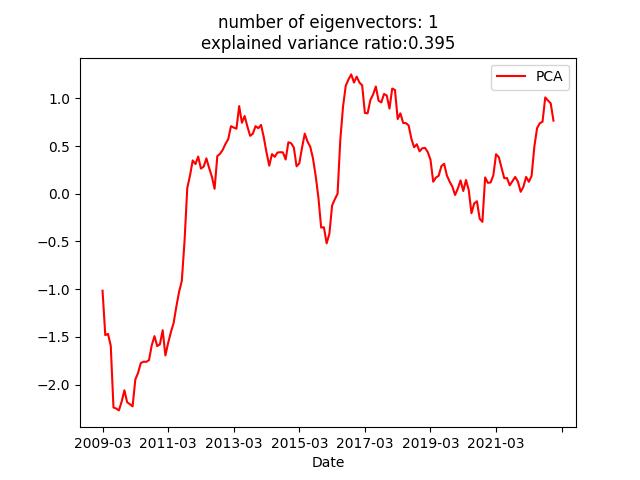 number of eigenvectors: 1
explained variance ratio:0.395
PCA
1.0
0.5
0.0
−0.5
−1.0
−1.5
−2.0
2009-03 2011-03 2013-03 2015-03 2017-03 2019-03 2021-03
Date